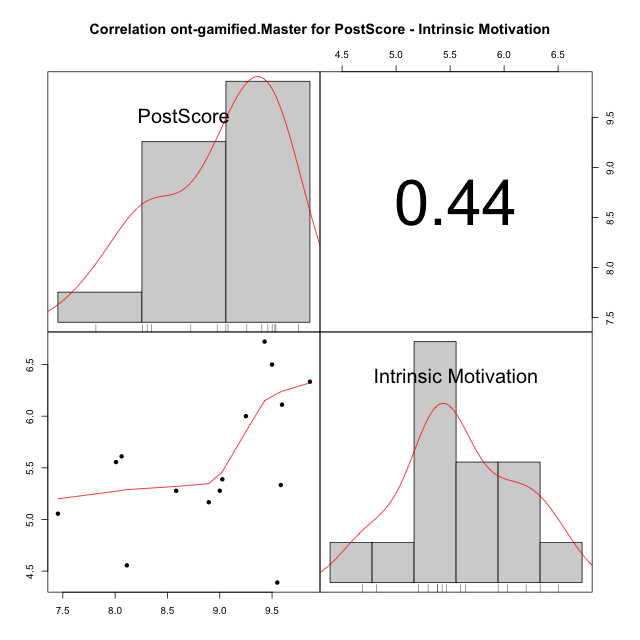 Correlation ont-gamified.Master for PostScore - Intrinsic Motivation
4.5 5.0 5.5 6.0 6.5
PostScore
0.44
9.5
9.0
8.5
8.0
7.5
6.5
6.0
5.5
5.0
4.5
Intrinsic Motivation
7.5 8.0 8.5 9.0 9.5